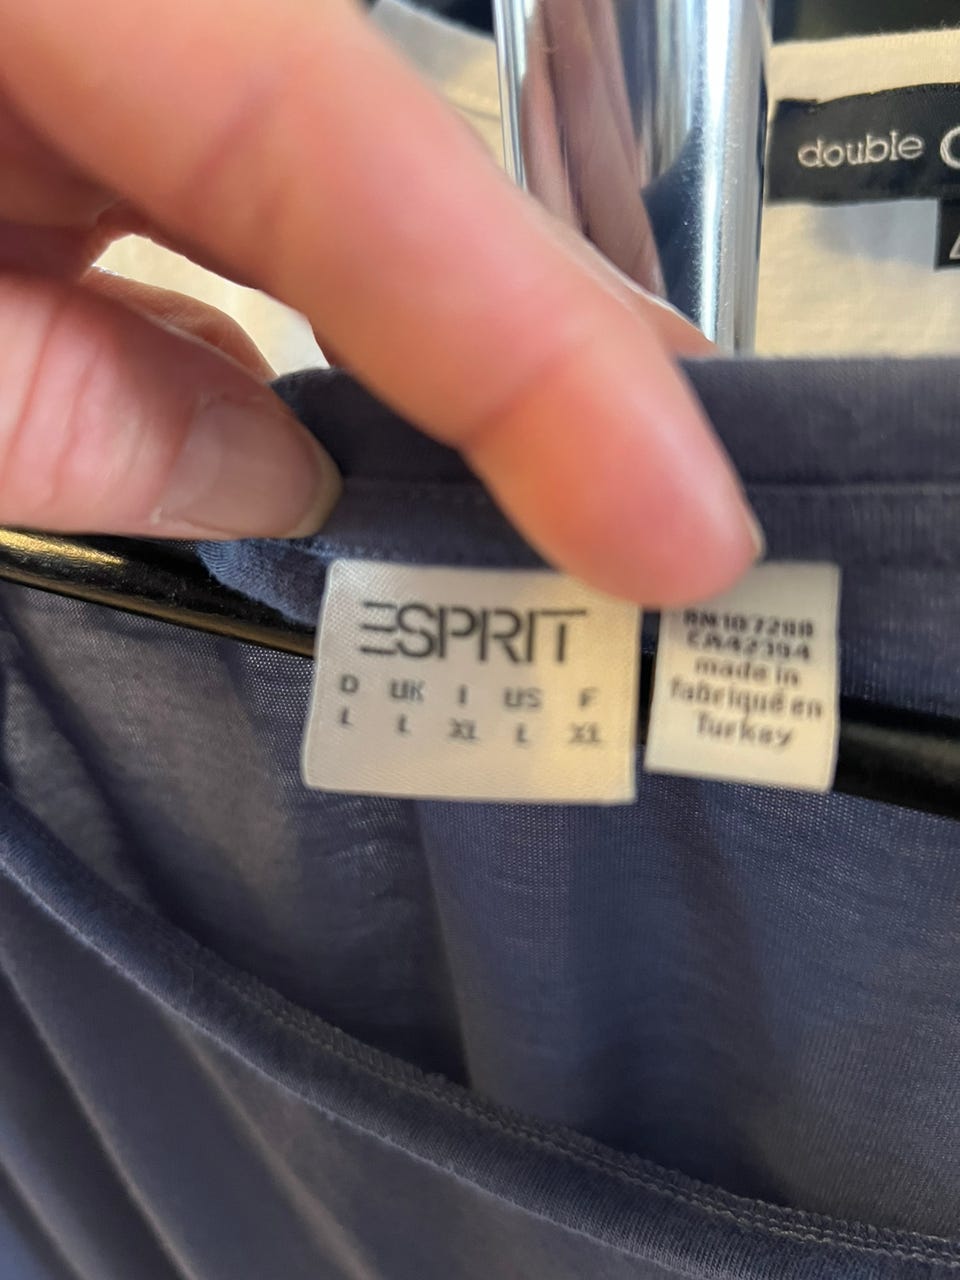 double
ESPRIT
D UK I US F
L L XL L XL
RN107288
CA42394
made in
fabriqué en
Turkey